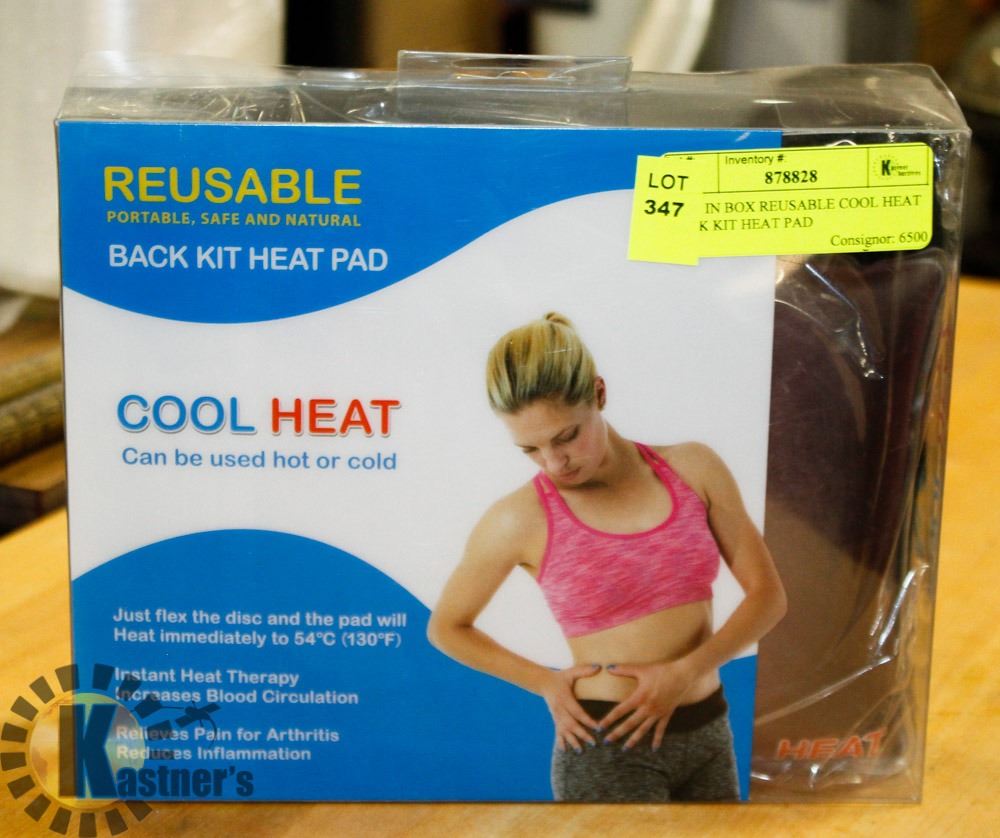 REUSABLE
PORTABLE, SAFE AND NATURAL
BACK KIT HEAT PAD
COOL HEAT
Can be used hot or cold
Just flex the disc and the pad will
Heat immediately to 54°C (130°F)
Instant Heat Therapy
Increases Blood Circulation
Relieves Pain for Arthritis
Reduces Inflammation
LOT
347
Inventory #:
878828
IN BOX REUSABLE COOL HEAT
K KIT HEAT PAD
Consignor: 6500
HEAT
Kastner's